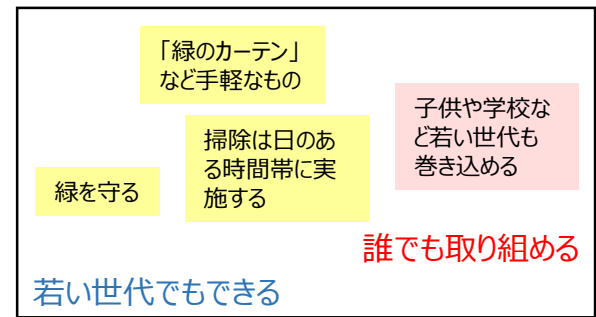 「緑のカーテン」
など手軽なもの
子供や学校な
ど若い世代も
巻き込める
掃除は日のあ
る時間帯に実
施する
緑を守る
誰でも取り組める
若い世代でもできる